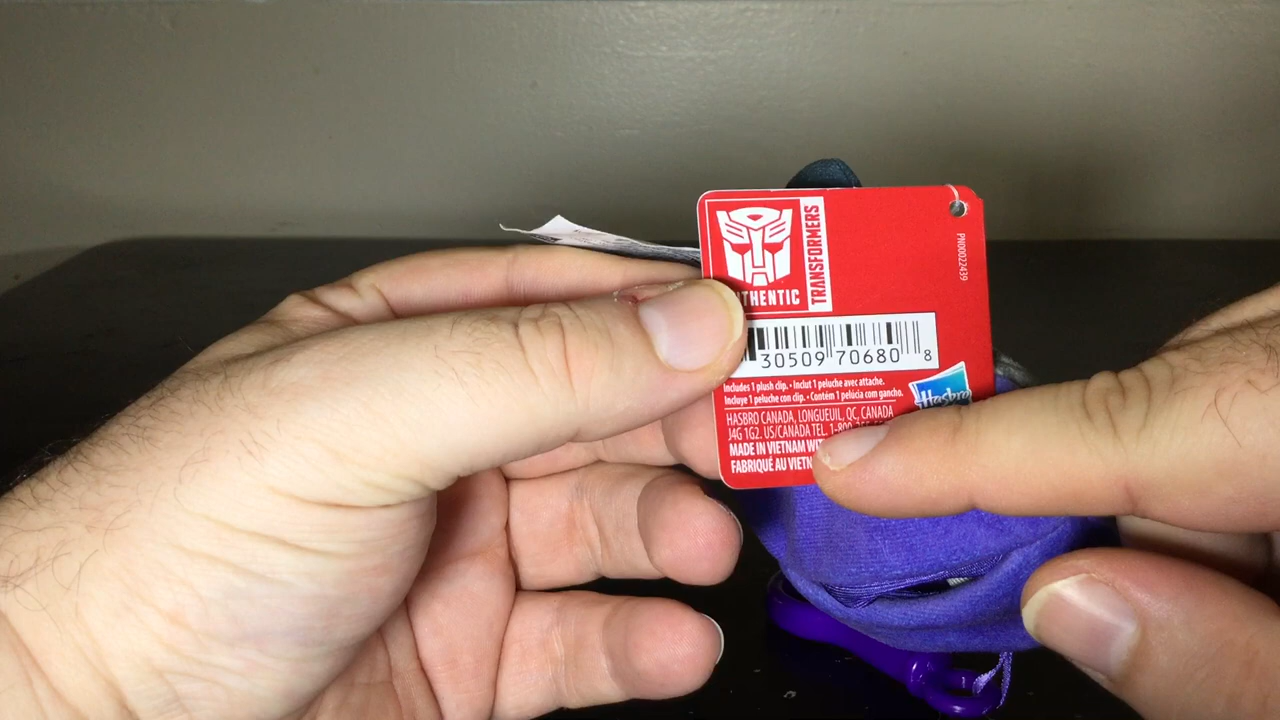 TRANSFORMERS
PN00022439
30509 70680 8
Includes 1 plush clip. • Inclut 1 peluche avec attache.
Incluye 1 peluche con clip. • Contém 1 pelúcia com gancho.
Hasbro
HASBRO CANADA, LONGUEUIL, QC, CANADA
J4G 1G2. US/CANADA TEL. 1-800-
MADE IN VIETNAM
FABRIQUÉ AU